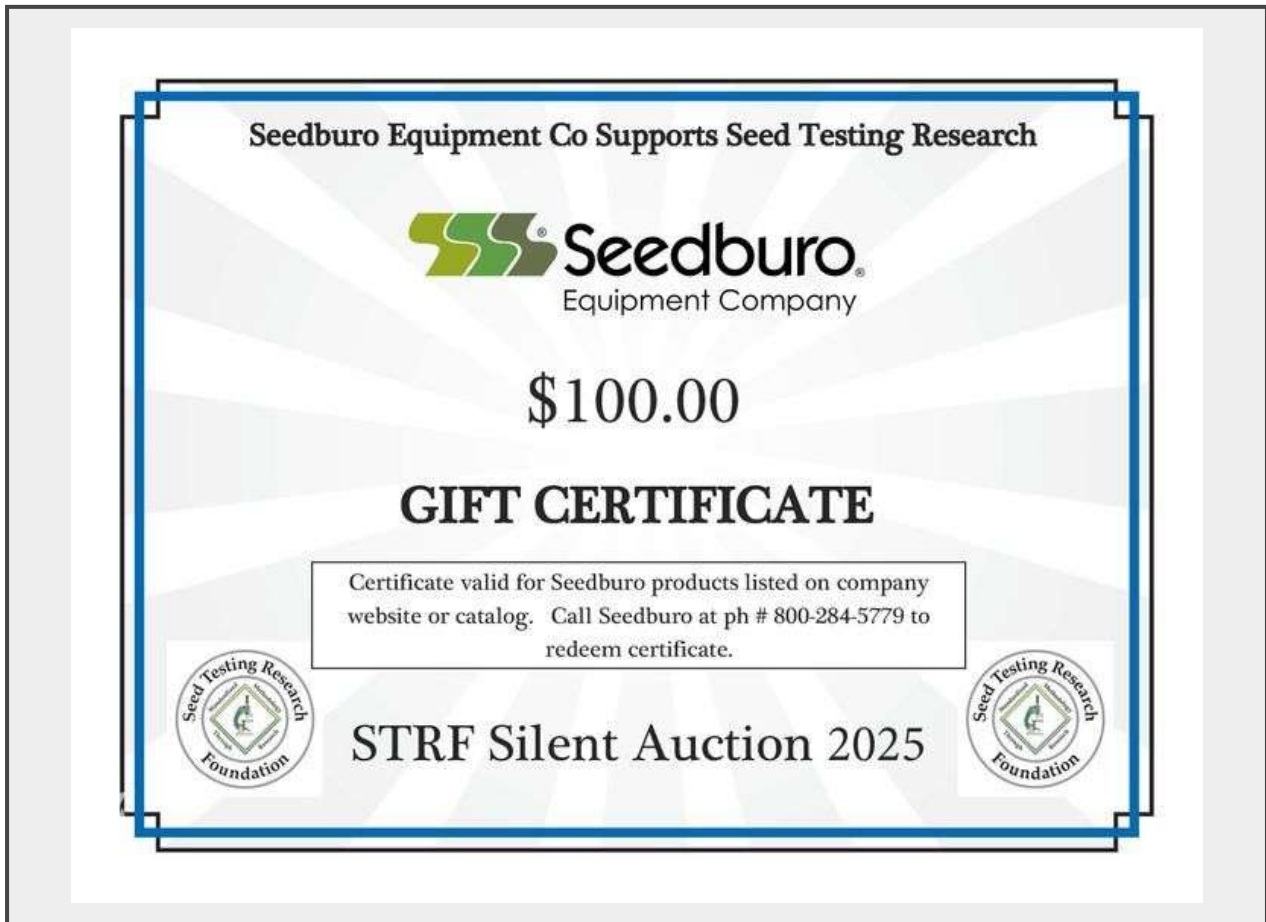 Seedburo Equipment Co Supports Seed Testing Research
Seedburo®
Equipment Company
$100.00
GIFT CERTIFICATE
Certificate valid for Seedburo products listed on company
website or catalog. Call Seedburo at ph # 800-284-5779 to
redeem certificate.
Seed Testing Research
Foundation
STRF Silent Auction 2025
Seed Testing Research
Foundation